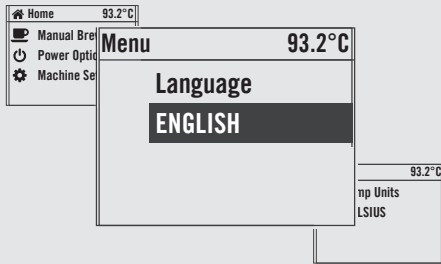 Home 93.2°C
Manual Bre
Power Optio
Machine Se
Menu 93.2°C
Language
ENGLISH
93.2°C
mp Units
LSIUS